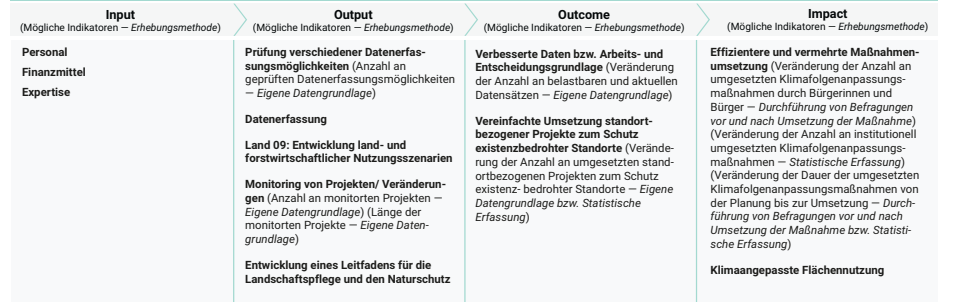 Input
(Mögliche Indikatoren — Erhebungsmethode)
Personal
Finanzmittel
Expertise
Output
(Mögliche Indikatoren — Erhebungsmethode)
Prüfung verschiedener Datenerfas-
sungsmöglichkeiten (Anzahl an
geprüften Datenerfassungsmöglichkeiten
— Eigene Datengrundlage)
Datenerfassung
Land 09: Entwicklung land- und
forstwirtschaftlicher Nutzungsszenarien
Monitoring von Projekten/ Veränderun-
gen (Anzahl an monitorten Projekten —
Eigene Datengrundlage) (Länge der
monitorten Projekte — Eigene Daten-
grundlage)
Entwicklung eines Leitfadens für die
Landschaftspflege und den Naturschutz
Outcome
(Mögliche Indikatoren — Erhebungsmethode)
Verbesserte Daten bzw. Arbeits- und
Entscheidungsgrundlage (Veränderung
der Anzahl an belastbaren und aktuellen
Datensätzen — Eigene Datengrundlage)
Vereinfachte Umsetzung standort-
bezogener Projekte zum Schutz
existenzbedrohter Standorte (Verände-
rung der Anzahl an umgesetzten stand-
ortbezogenen Projekten zum Schutz
existenz- bedrohter Standorte — Eigene
Datengrundlage bzw. Statistische
Erfassung)
Impact
(Mögliche Indikatoren — Erhebungsmethode)
Effizientere und vermehrte Maßnahmen-
umsetzung (Veränderung der Anzahl an
umgesetzten Klimafolgenanpassungs-
maßnahmen durch Bürgerinnen und
Bürger — Durchführung von Befragungen
vor und nach Umsetzung der Maßnahme)
(Veränderung der Anzahl an institutionell
umgesetzten Klimafolgenanpassungs-
maßnahmen — Statistische Erfassung)
(Veränderung der Dauer der umgesetzten
Klimafolgenanpassungsmaßnahmen von
der Planung bis zur Umsetzung — Durch-
führung von Befragungen vor und nach
Umsetzung der Maßnahme bzw. Statisti-
sche Erfassung)
Klimaangepasste Flächennutzung